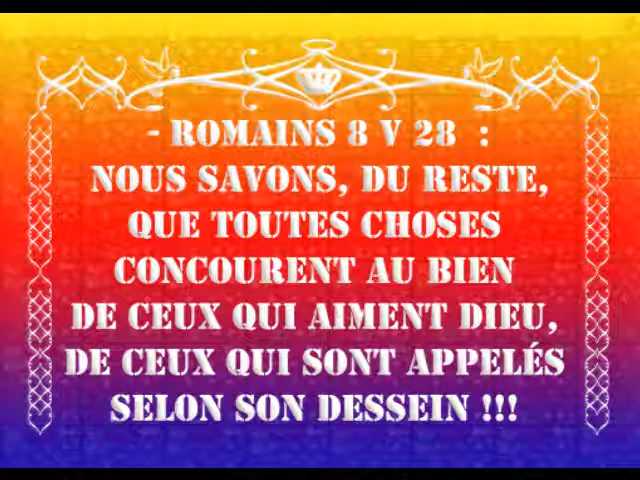 - ROMAINS 8 V 28 :
NOUS SAVONS, DU RESTE,
QUE TOUTES CHOSES
CONCOURENT AU BIEN
DE CEUX QUI AIMENT DIEU,
DE CEUX QUI SONT APPELÉS
SELON SON DESSEIN !!!